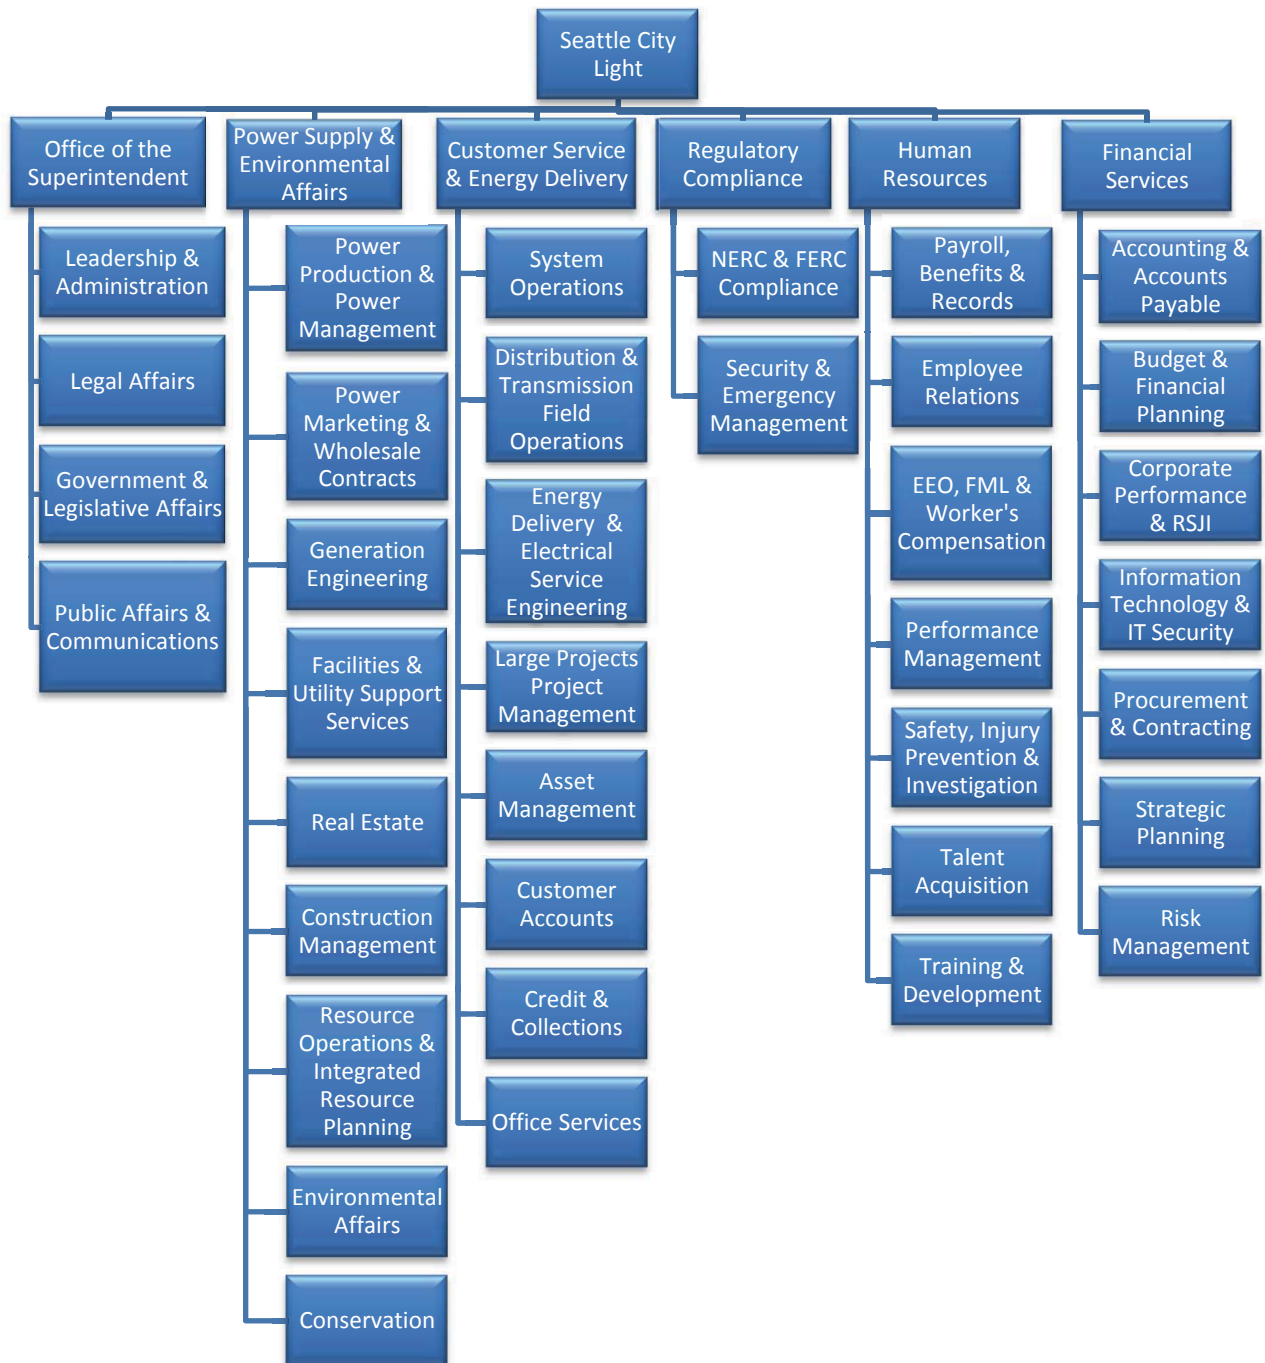 Seattle City
Light
Office of the
Superintendent
Leadership &
Administration
Legal Affairs
Government &
Legislative Affairs
Public Affairs &
Communications
Power Supply &
Environmental
Affairs
Power
Production &
Power
Management
Power
Marketing &
Wholesale
Contracts
Generation
Engineering
Facilities &
Utility Support
Services
Real Estate
Construction
Management
Resource
Operations &
Integrated
Resource
Planning
Environmental
Affairs
Conservation
Customer Service
& Energy Delivery
System
Operations
Distribution &
Transmission
Field
Operations
Energy
Delivery &
Electrical
Service
Engineering
Large Projects
Project
Management
Asset
Management
Customer
Accounts
Credit &
Collections
Office Services
Regulatory
Compliance
NERC & FERC
Compliance
Security &
Emergency
Management
Human
Resources
Payroll,
Benefits &
Records
Employee
Relations
EEO, FML &
Worker's
Compensation
Performance
Management
Safety, Injury
Prevention &
Investigation
Talent
Acquisition
Training &
Development
Financial
Services
Accounting &
Accounts
Payable
Budget &
Financial
Planning
Corporate
Performance
& RSJI
Information
Technology &
IT Security
Procurement
& Contracting
Strategic
Planning
Risk
Management